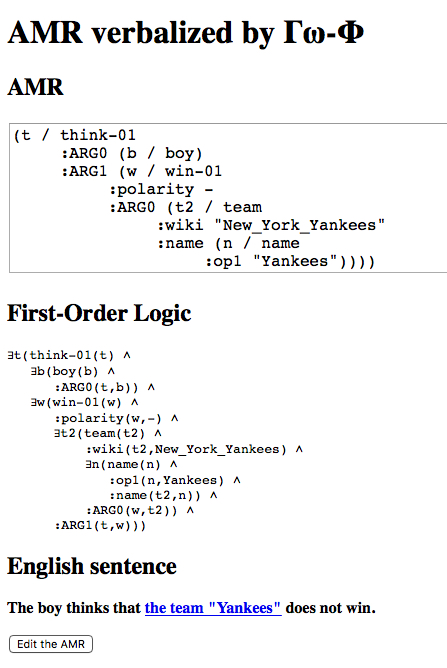 AMR verbalized by Γω-Φ
AMR
(t / think-01
:ARG0 (b / boy)
:ARG1 (w / win-01
:polarity -
:ARG0 (t2 / team
:wiki "New_York_Yankees"
:name (n / name
:op1 "Yankees"))))
First-Order Logic
∃t(think-01(t) ∧
∃b(boy(b) ∧
:ARG0(t,b)) ∧
∃w(win-01(w) ∧
:polarity(w,-) ∧
∃t2(team(t2) ∧
:wiki(t2,New_York_Yankees) ∧
∃n(name(n) ∧
:op1(n,Yankees) ∧
:name(t2,n)) ∧
:ARG0(w,t2)) ∧
:ARG1(t,w)))
English sentence
The boy thinks that the team "Yankees" does not win.
Edit the AMR